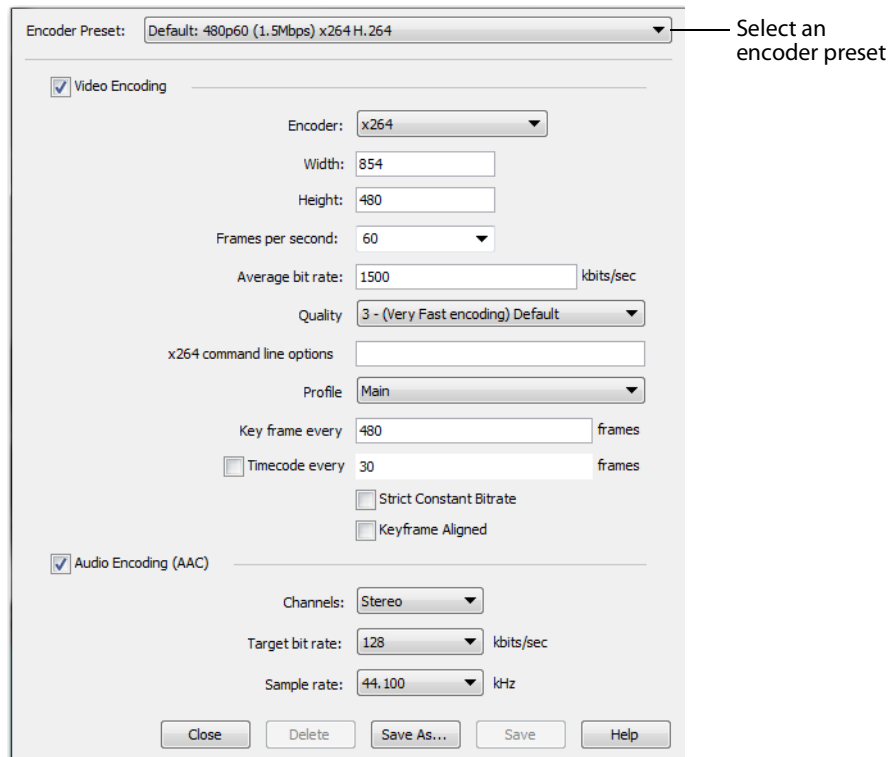 Encoder Preset: Default: 480p60 (1.5Mbps) x264 H.264
Select an
encoder preset
Video Encoding
Encoder: x264
Width: 854
Height: 480
Frames per second: 60
Average bit rate: 1500 kbits/sec
Quality 3 - (Very Fast encoding) Default
x264 command line options
Profile Main
Key frame every 480 frames
Timecode every 30 frames
Strict Constant Bitrate
Keyframe Aligned
Audio Encoding (AAC)
Channels: Stereo
Target bit rate: 128 kbits/sec
Sample rate: 44.100 kHz
Close Delete Save As... Save Help